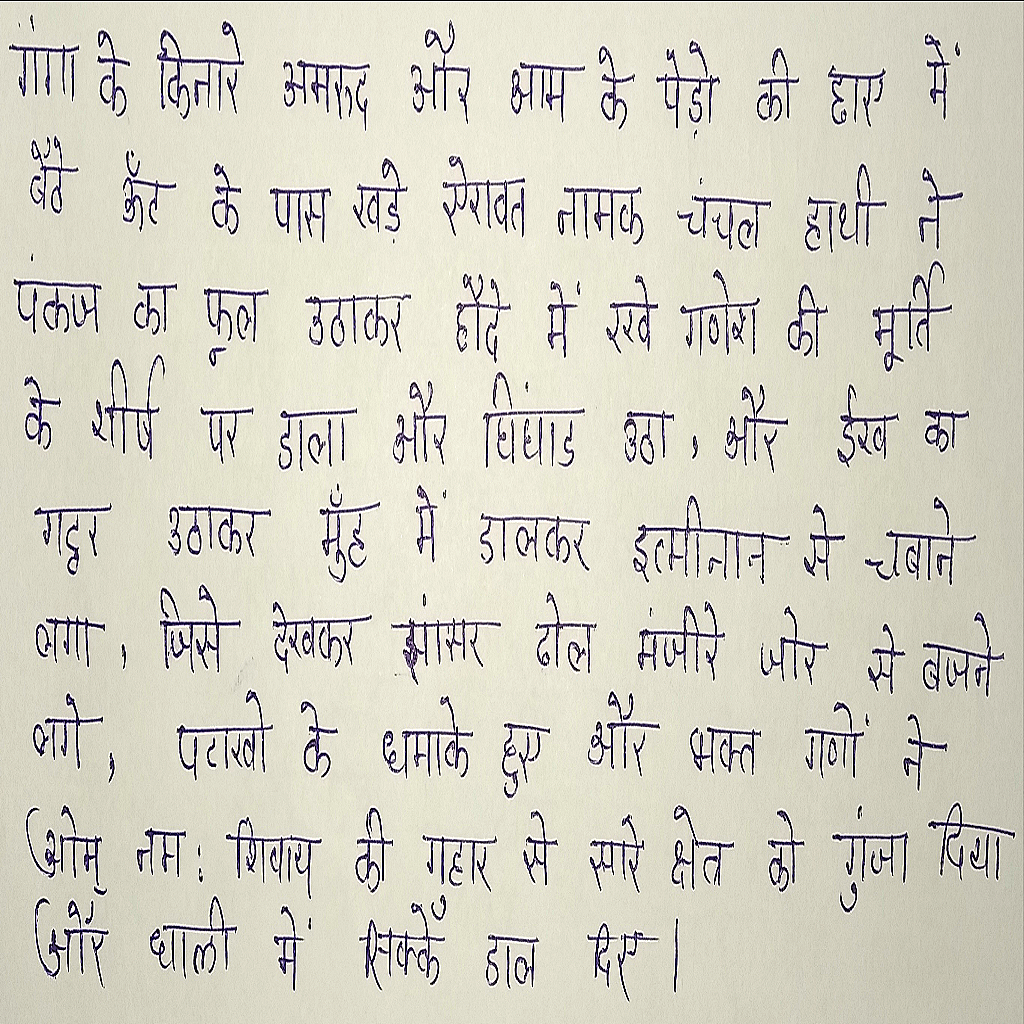 गंगा के किनारे अमरुद और आम के पेड़ो की छाए में
बैठे ऊँट के पास खड़े ऐरावत नामक चंचल हाथी ने
पंकज का फूल उठाकर हौदे में रखे गणेश की मूर्ति
के शीर्ष पर डाला और चिंघाड उठा, और ईख का
गट्ठर उठाकर मुँह में डालकर इत्मीनान से चबाने
लगा, जिसे देखकर झांसर ढोल मंजीरे जोर से बजने
लगे, पटाखो के धमाके हुए और भक्त गणों ने
ओम् नम: शिवाय की गुहार से सारे क्षेत्र को गुंजा दिया
और थाली में सिक्कें डाल दिए।